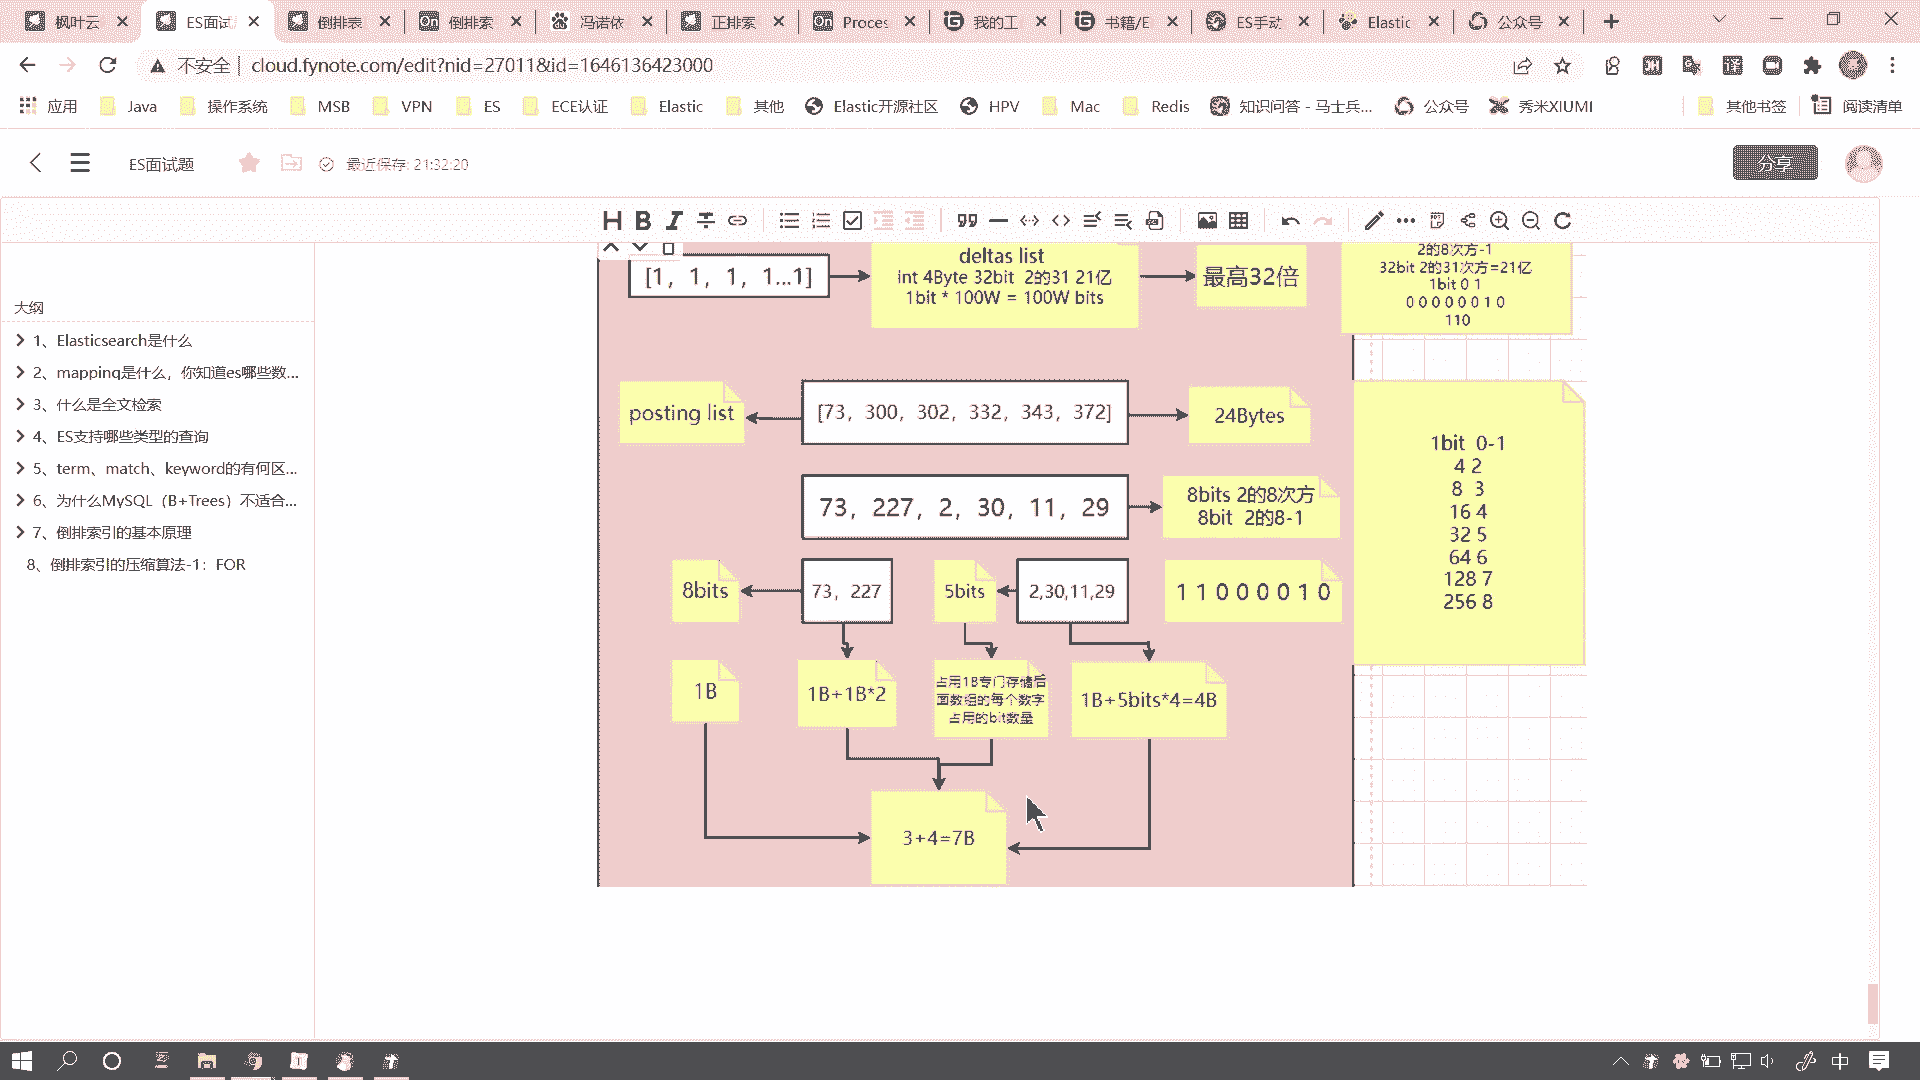 枫叶云
ES面试
倒排表
倒排索
冯诺依
正排索
Proces
我的工
书籍/E
ES手动
Elastic
公众号
不安全
cloud.fynote.com/edit?nid=27011&id=1646136423000
应用
Java
操作系统
MSB
VPN
ES
ECE认证
Elastic
其他
Elastic开源社区
HPV
Mac
Redis
知识问答 - 马士兵...
公众号
秀米XIUMI
其他书签
阅读清单
ES面试题
最近保存: 21:32:20
分享
大纲
1、Elasticsearch是什么
2、mapping是什么，你知道es哪些数...
3、什么是全文检索
4、ES支持哪些类型的查询
5、term、match、keyword的有何区...
6、为什么MySQL（B+Trees）不适合...
7、倒排索引的基本原理
8、倒排索引的压缩算法-1：FOR
[1，1，1，1...1]
deltas list
int 4Byte 32bit 2的31 21亿
1bit * 100W = 100W bits
最高32倍
2的8次方-1
32bit 2的31次方=21亿
1bit 0 1
0 0 0 0 0 0 1 0
110
posting list
[73，300，302，332，343，372]
24Bytes
73，227，2，30，11，29
8bits 2的8次方
8bit 2的8-1
1bit 0-1
4 2
8 3
16 4
32 5
64 6
128 7
256 8
8bits
73，227
5bits
2,30,11,29
1 1 0 0 0 0 1 0
1B
1B+1B*2
占用1B专门存储后
面数组的每个数字
占用的bit数量
1B+5bits*4=4B
3+4=7B
中